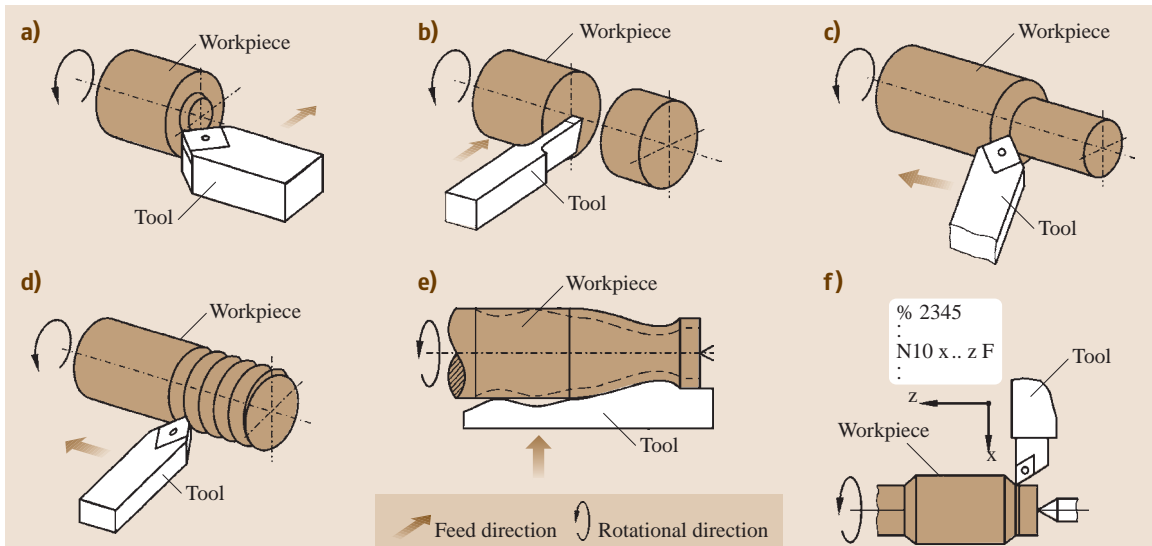 a)
Workpiece
Tool
b)
Workpiece
Tool
c)
Workpiece
Tool
d)
Workpiece
Tool
e)
Workpiece
Tool
f)
% 2345
:
N10 x .. z F
:
Tool
z
x
Workpiece
Feed direction
Rotational direction